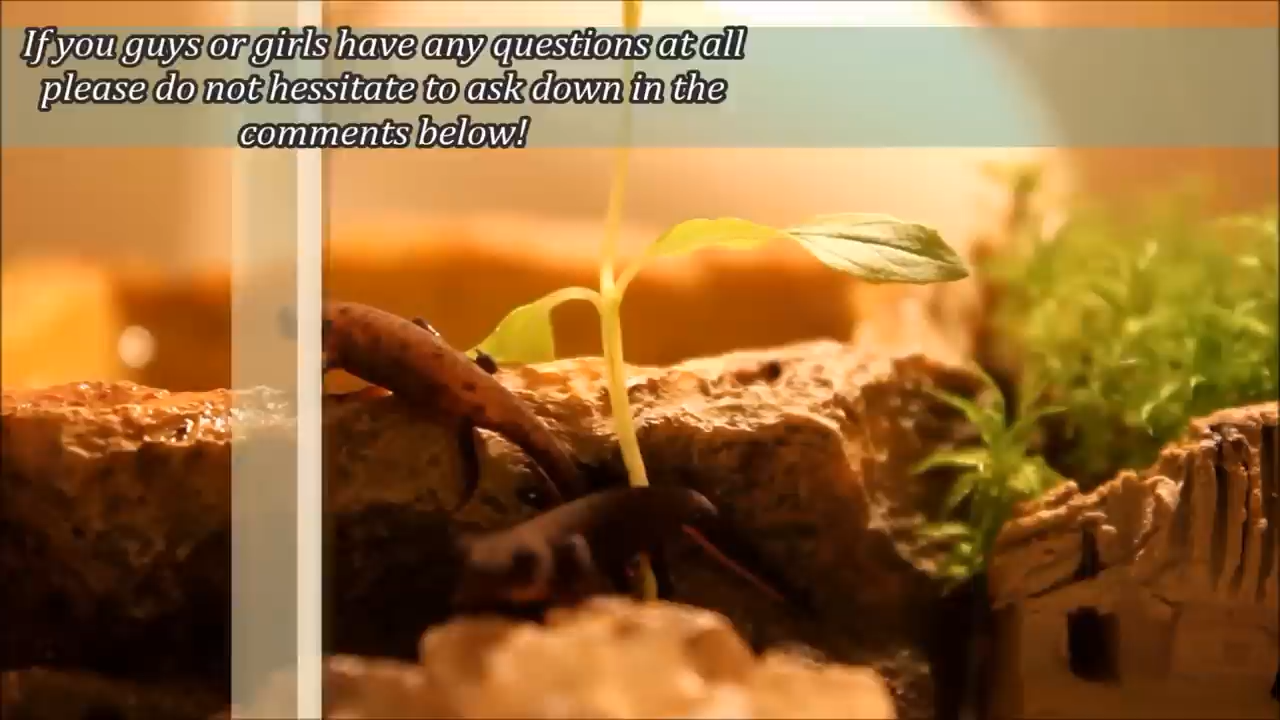 If you guys or girls have any questions at all
please do not hessitate to ask down in the
comments below!